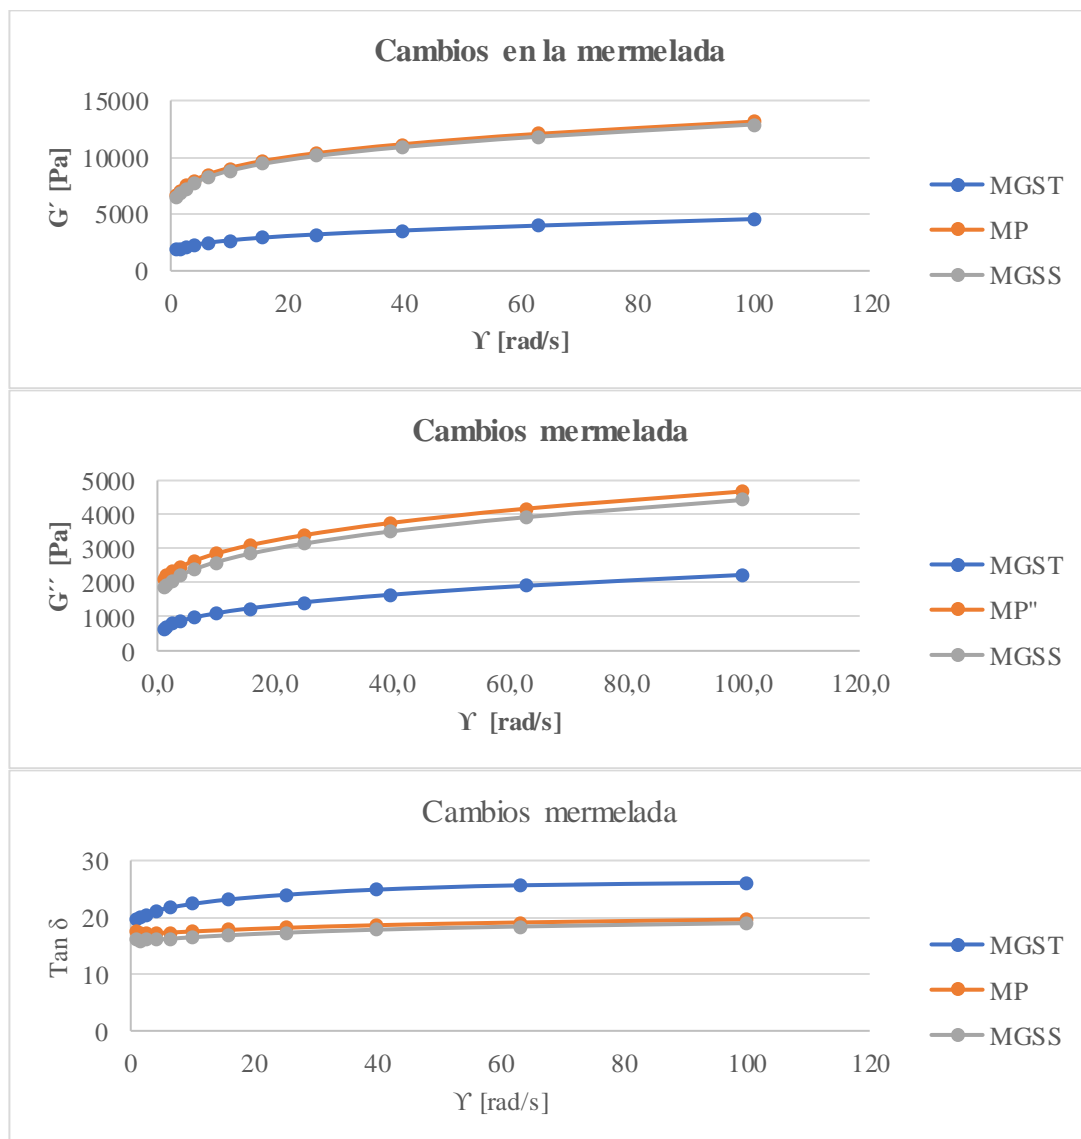 Cambios en la mermelada
15000
10000
5000
0
G´ [Pa]
0 20 40 60 80 100 120
ϒ [rad/s]
MGST
MP
MGSS
Cambios mermelada
5000
4000
3000
2000
1000
0
G´´ [Pa]
0,0 20,0 40,0 60,0 80,0 100,0 120,0
ϒ [rad/s]
MGST
MP"
MGSS
Cambios mermelada
30
20
10
0
Tan δ
0 20 40 60 80 100 120
ϒ [rad/s]
MGST
MP
MGSS